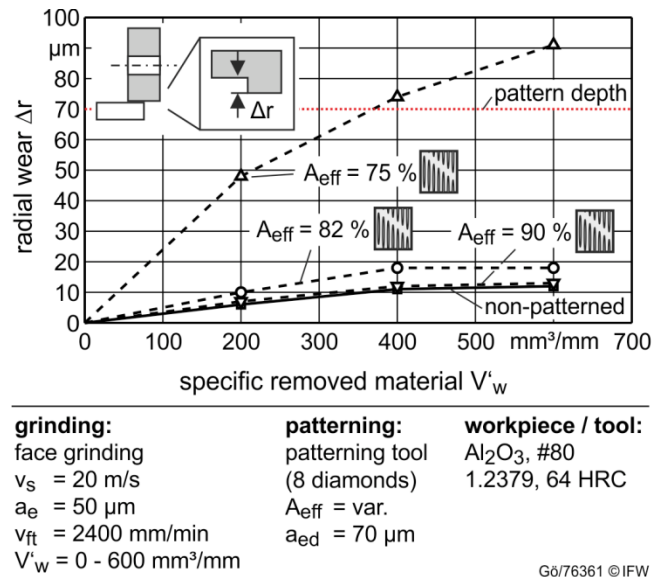 100
µm
80
70
60
50
40
30
20
10
0
radial wear Δr
Δr
pattern depth
A_eff = 75 %
A_eff = 82 %
A_eff = 90 %
non-patterned
0 100 200 300 400 500 mm³/mm 700
specific removed material V'w
grinding:
face grinding
v_s = 20 m/s
a_e = 50 µm
v_ft = 2400 mm/min
V'w = 0 - 600 mm³/mm
patterning:
patterning tool
(8 diamonds)
A_eff = var.
a_ed = 70 µm
workpiece / tool:
Al₂O₃, #80
1.2379, 64 HRC
Gö/76361 © IFW